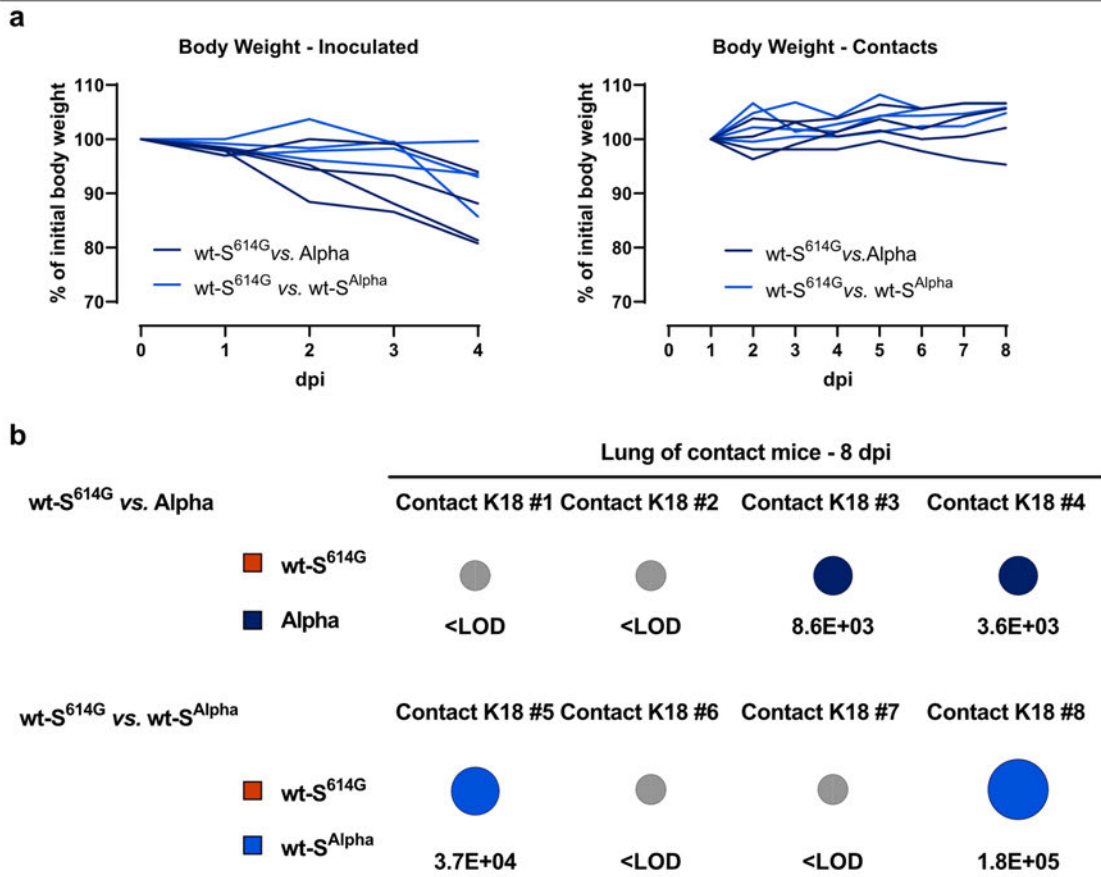 a
Body Weight - Inoculated
% of initial body weight
110
100
90
80
70
wt-S614G vs. Alpha
wt-S614G vs. wt-SAlpha
0 1 2 3 4
dpi
Body Weight - Contacts
% of initial body weight
110
100
90
80
70
wt-S614G vs.Alpha
wt-S614G vs. wt-SAlpha
0 1 2 3 4 5 6 7 8
dpi
b
Lung of contact mice - 8 dpi
wt-S614G vs. Alpha
Contact K18 #1 Contact K18 #2 Contact K18 #3 Contact K18 #4
wt-S614G
Alpha
<LOD <LOD 8.6E+03 3.6E+03
wt-S614G vs. wt-SAlpha
Contact K18 #5 Contact K18 #6 Contact K18 #7 Contact K18 #8
wt-S614G
wt-SAlpha
3.7E+04 <LOD <LOD 1.8E+05